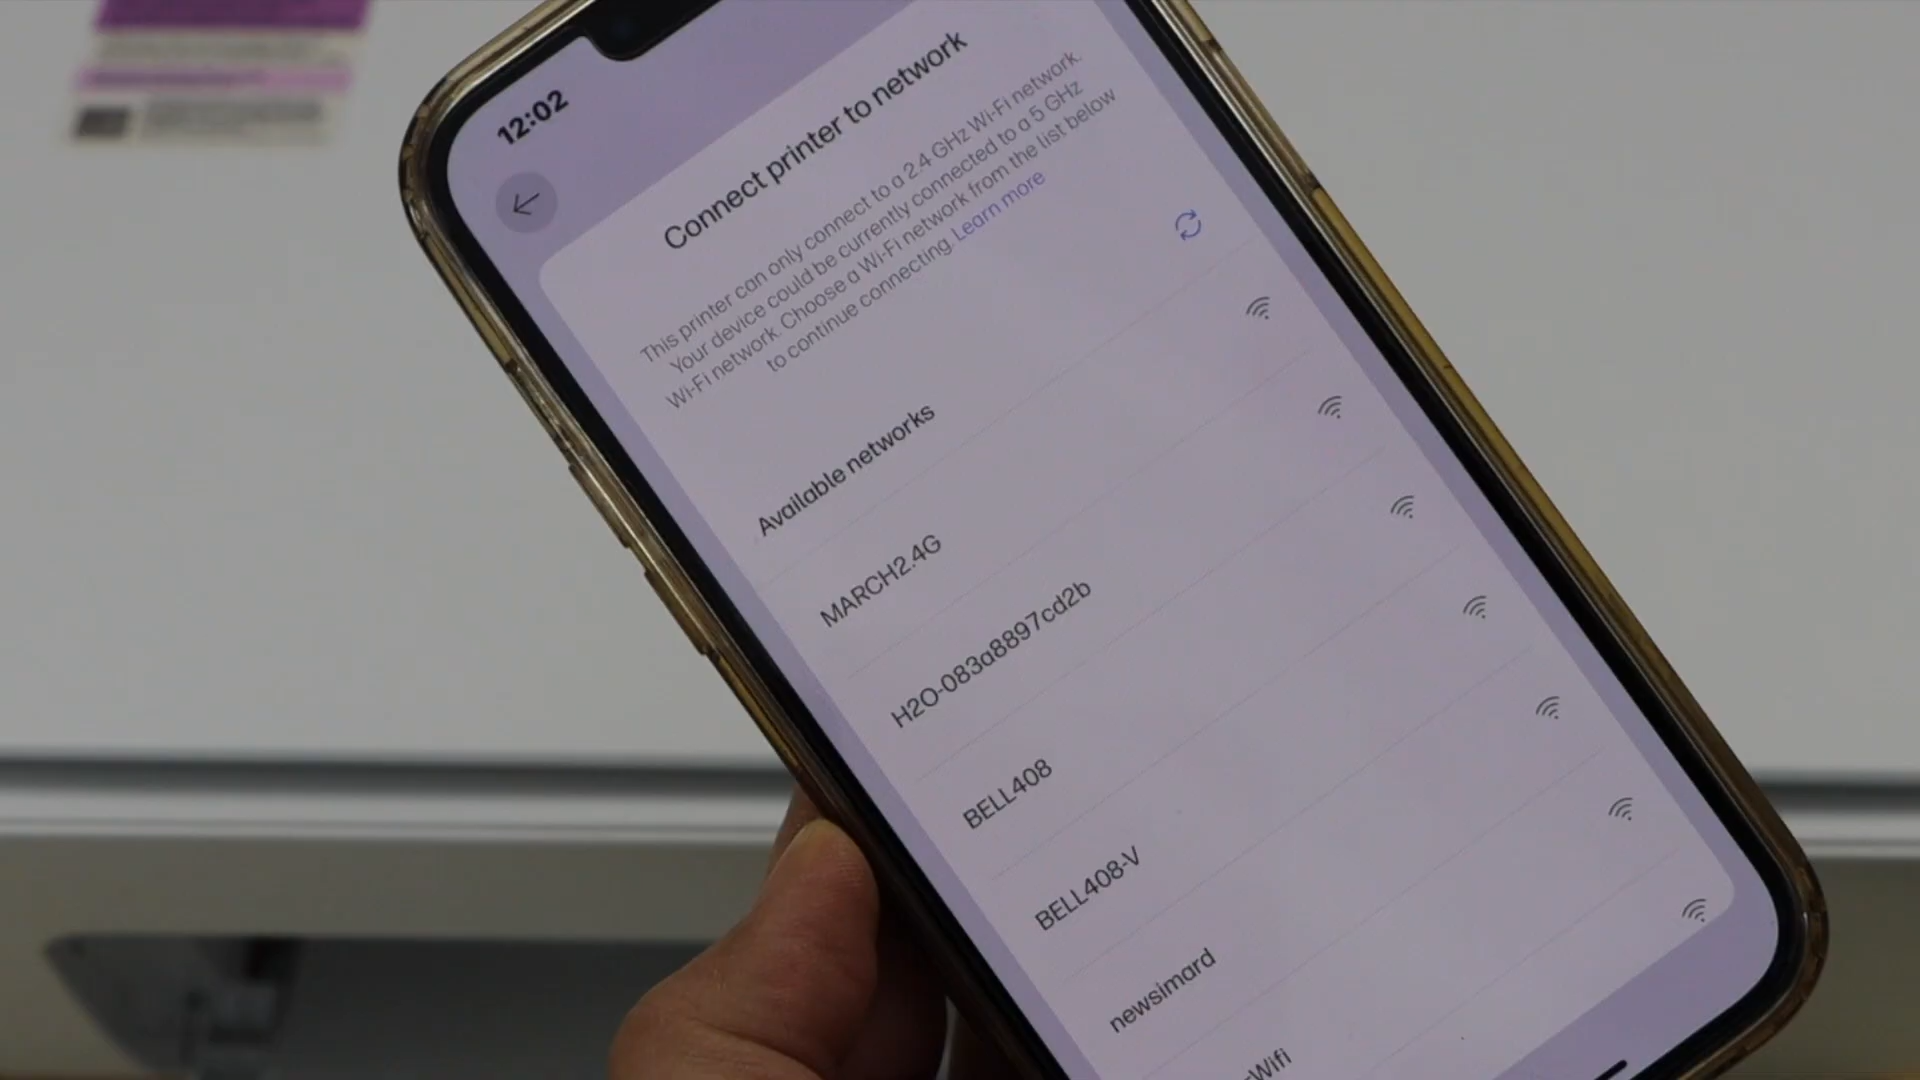 12:02
Connect printer to network
This printer can only connect to a 2.4 GHz Wi-Fi network.
Your device could be currently connected to a 5 GHz
Wi-Fi network. Choose a Wi-Fi network from the list below
to continue connecting. Learn more
Available networks
MARCH2.4G
H2O-083a8897cd2b
BELL408
BELL408-V
newsimard
Wifi